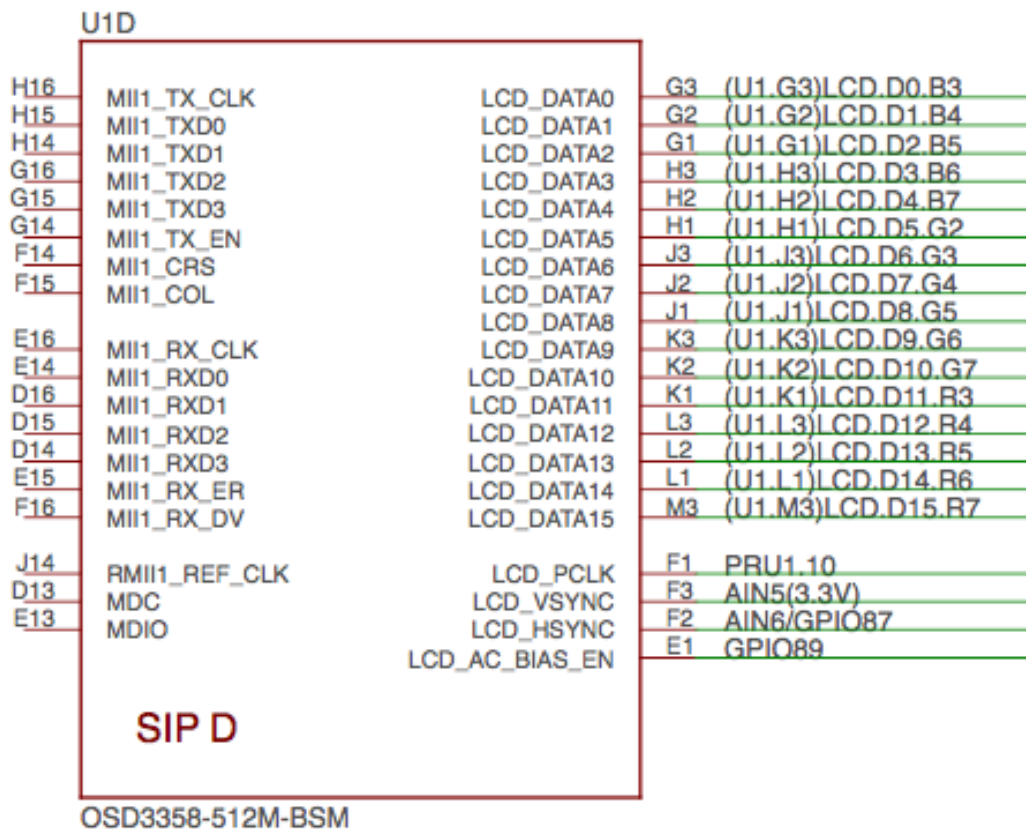 U1D
H16 MII1_TX_CLK LCD_DATA0 G3 (U1.G3)LCD.D0.B3
H15 MII1_TXD0 LCD_DATA1 G2 (U1.G2)LCD.D1.B4
H14 MII1_TXD1 LCD_DATA2 G1 (U1.G1)LCD.D2.B5
G16 MII1_TXD2 LCD_DATA3 H3 (U1.H3)LCD.D3.B6
G15 MII1_TXD3 LCD_DATA4 H2 (U1.H2)LCD.D4.B7
G14 MII1_TX_EN LCD_DATA5 H1 (U1.H1)LCD.D5.G2
F14 MII1_CRS LCD_DATA6 J3 (U1.J3)LCD.D6.G3
F15 MII1_COL LCD_DATA7 J2 (U1.J2)LCD.D7.G4
LCD_DATA8 J1 (U1.J1)LCD.D8.G5
E16 MII1_RX_CLK LCD_DATA9 K3 (U1.K3)LCD.D9.G6
E14 MII1_RXD0 LCD_DATA10 K2 (U1.K2)LCD.D10.G7
D16 MII1_RXD1 LCD_DATA11 K1 (U1.K1)LCD.D11.R3
D15 MII1_RXD2 LCD_DATA12 L3 (U1.L3)LCD.D12.R4
D14 MII1_RXD3 LCD_DATA13 L2 (U1.L2)LCD.D13.R5
E15 MII1_RX_ER LCD_DATA14 L1 (U1.L1)LCD.D14.R6
F16 MII1_RX_DV LCD_DATA15 M3 (U1.M3)LCD.D15.R7
J14 RMII1_REF_CLK LCD_PCLK F1 PRU1.10
D13 MDC LCD_VSYNC F3 AIN5(3.3V)
E13 MDIO LCD_HSYNC F2 AIN6/GPIO87
LCD_AC_BIAS_EN E1 GPIO89
SIP D
OSD3358-512M-BSM